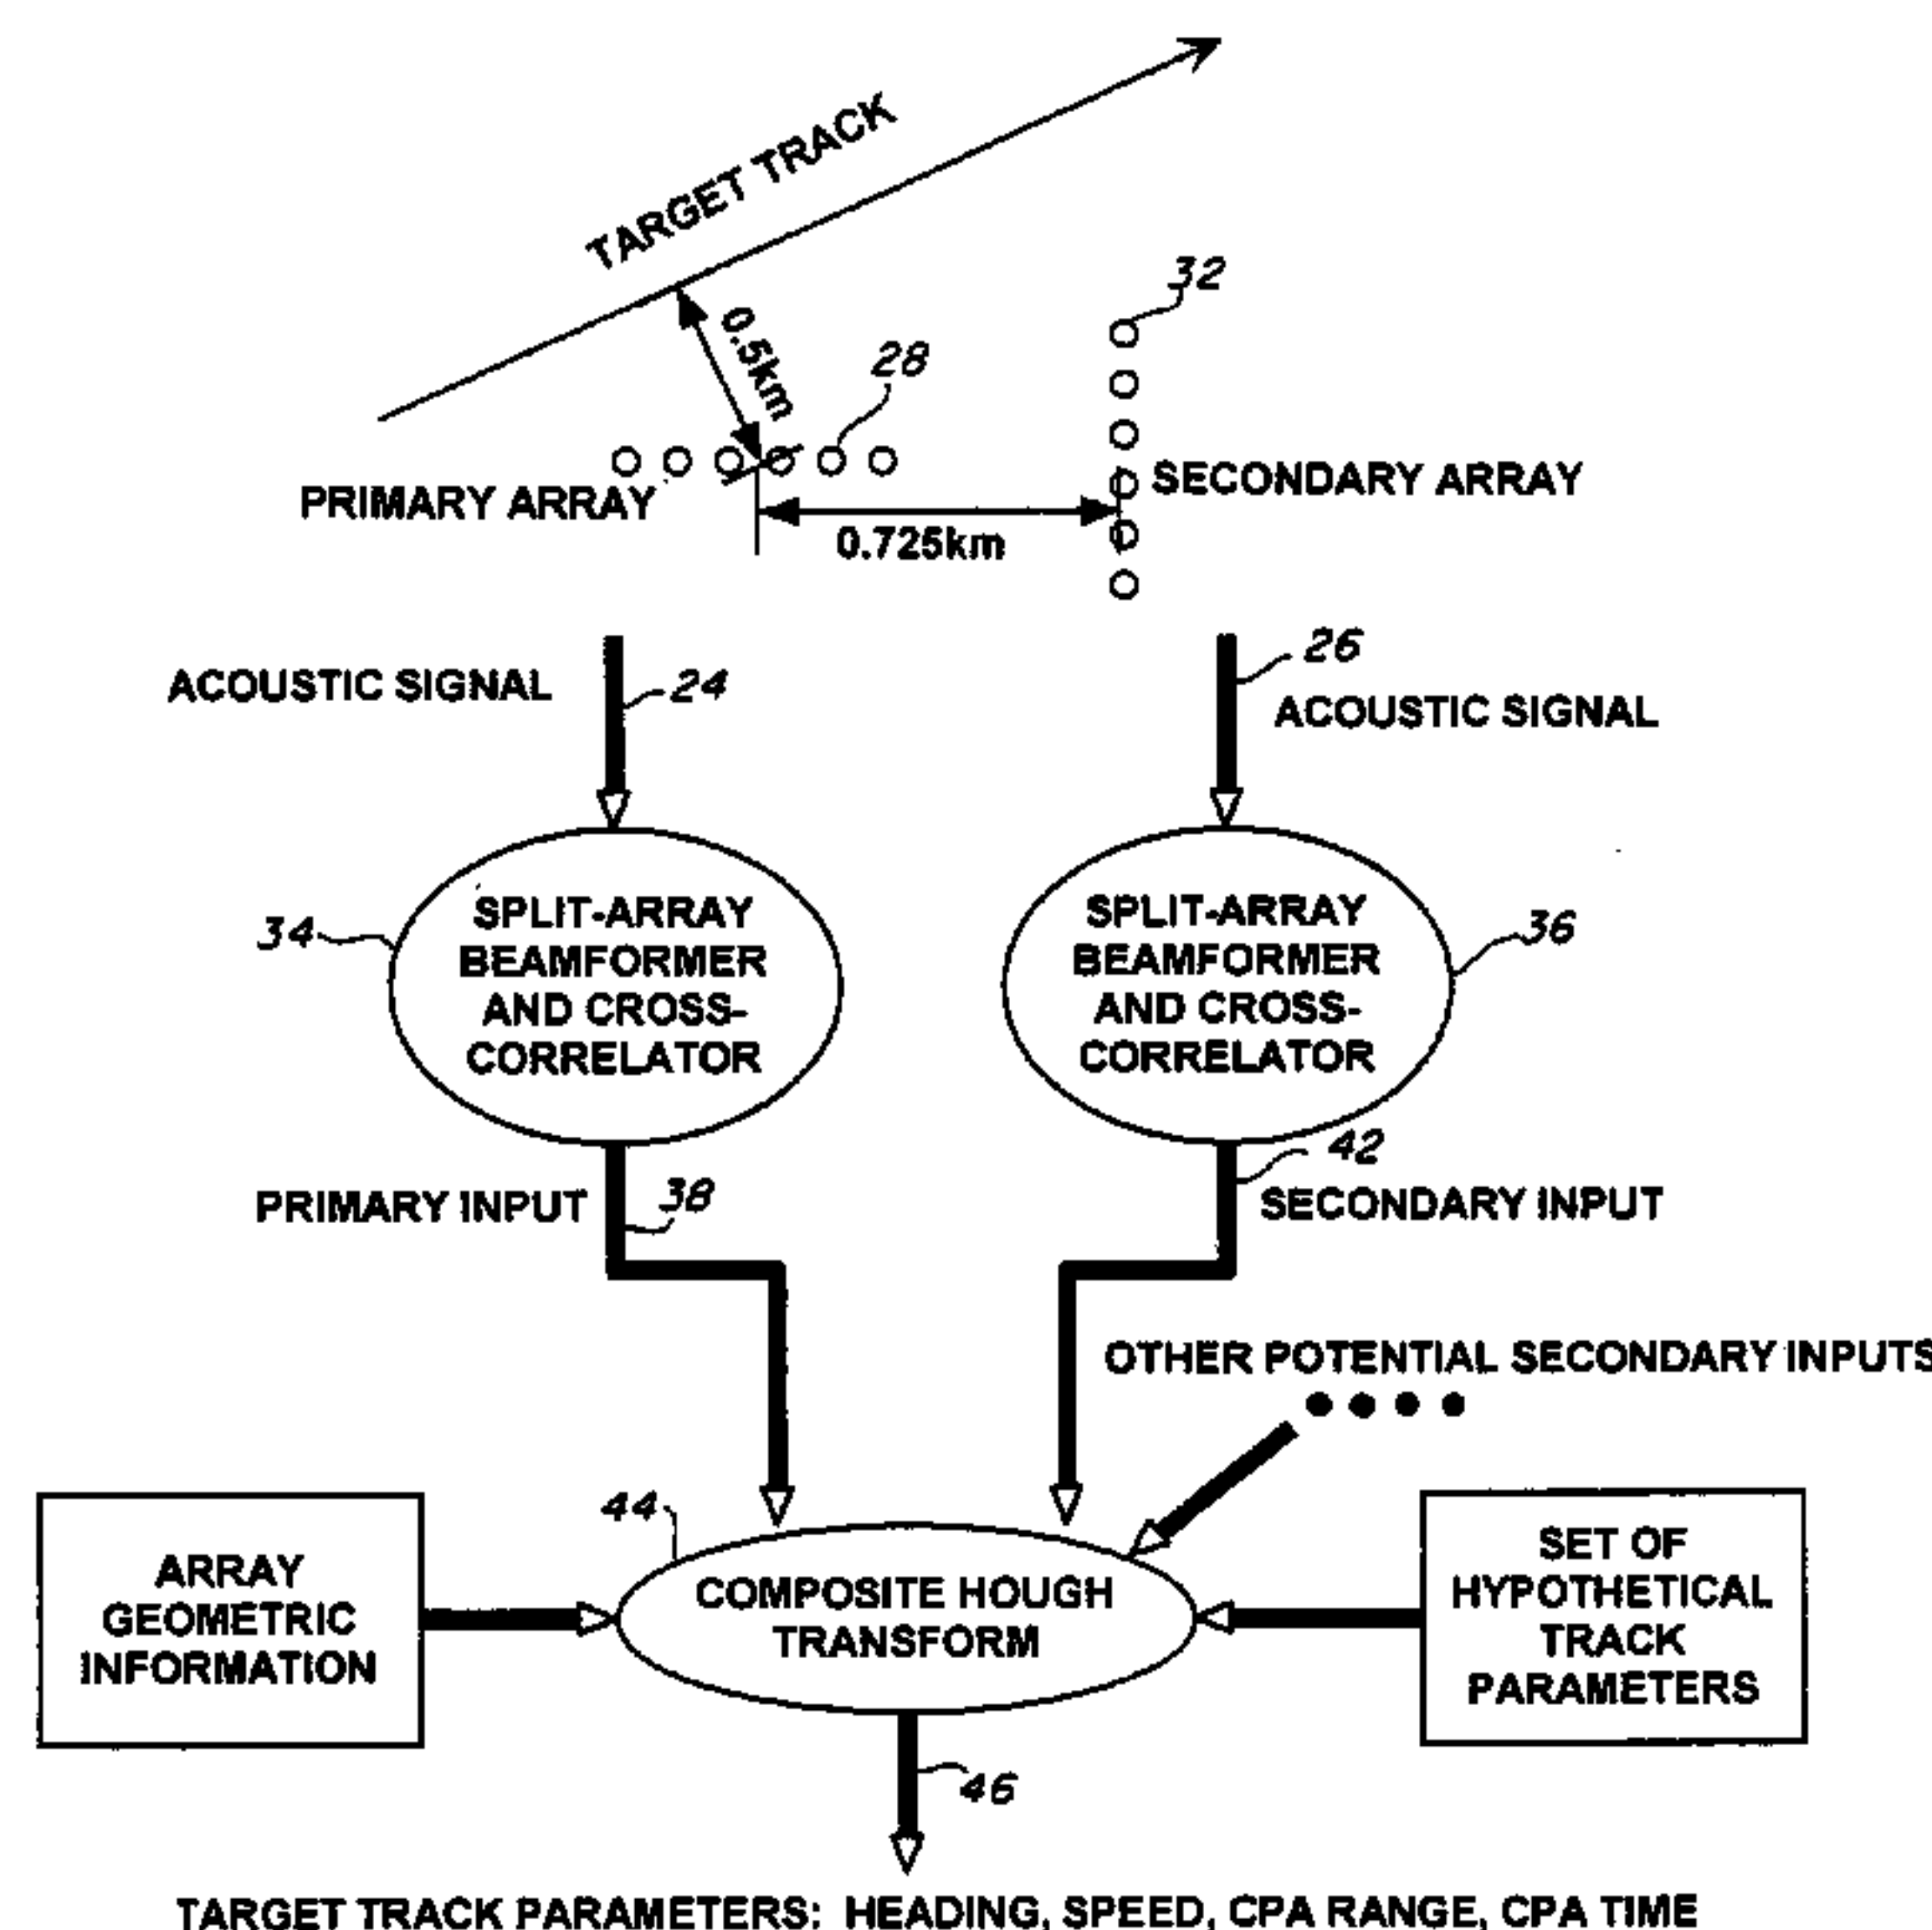 TARGET TRACK
32
0.5km
28
PRIMARY ARRAY
SECONDARY ARRAY
0.725km
ACOUSTIC SIGNAL
24
26
ACOUSTIC SIGNAL
34
SPLIT-ARRAY
BEAMFORMER
AND CROSS-
CORRELATOR
SPLIT-ARRAY
BEAMFORMER
AND CROSS-
CORRELATOR
36
PRIMARY INPUT
38
42
SECONDARY INPUT
OTHER POTENTIAL SECONDARY INPUTS
44
ARRAY
GEOMETRIC
INFORMATION
COMPOSITE HOUGH
TRANSFORM
SET OF
HYPOTHETICAL
TRACK
PARAMETERS
46
TARGET TRACK PARAMETERS: HEADING, SPEED, CPA RANGE, CPA TIME